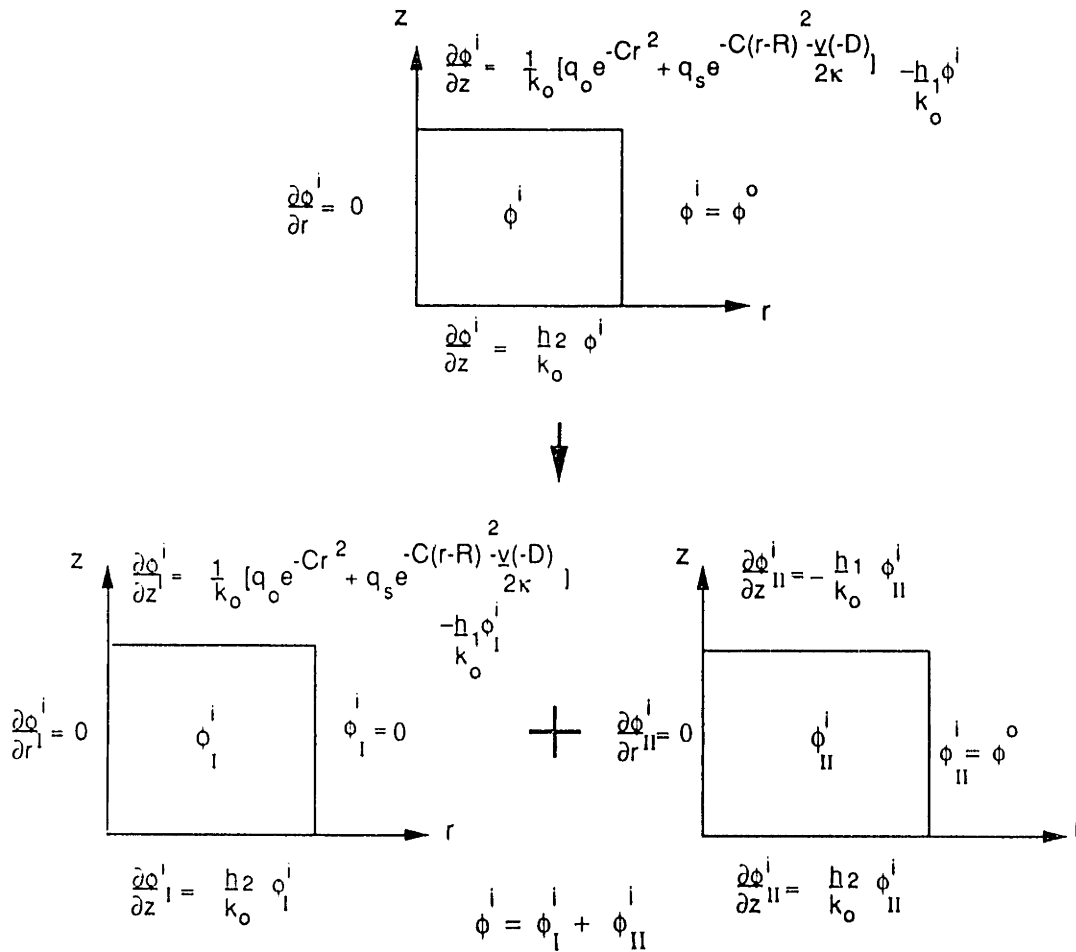 z
∂ϕ^i/∂z = 1/k_o [q_o e^{-Cr^2} + q_s e^{-C(r-R)^2 - v(-D)/2κ}] -h_1/k_o ϕ^i
∂ϕ^i/∂r = 0
ϕ^i
ϕ^i = ϕ^o
r
∂ϕ^i/∂z = h_2/k_o ϕ^i
z
∂ϕ^i_I/∂z = 1/k_o [q_o e^{-Cr^2} + q_s e^{-C(r-R)^2 - v(-D)/2κ}]
-h_1/k_o ϕ^i_I
∂ϕ^i_I/∂r = 0
ϕ^i_I
ϕ^i_I = 0
r
∂ϕ^i_I/∂z = h_2/k_o ϕ^i_I
+
z
∂ϕ^i_II/∂z = - h_1/k_o ϕ^i_II
∂ϕ^i_II/∂r = 0
ϕ^i_II
ϕ^i_II = ϕ^o
∂ϕ^i_II/∂z = h_2/k_o ϕ^i_II
ϕ^i = ϕ^i_I + ϕ^i_II